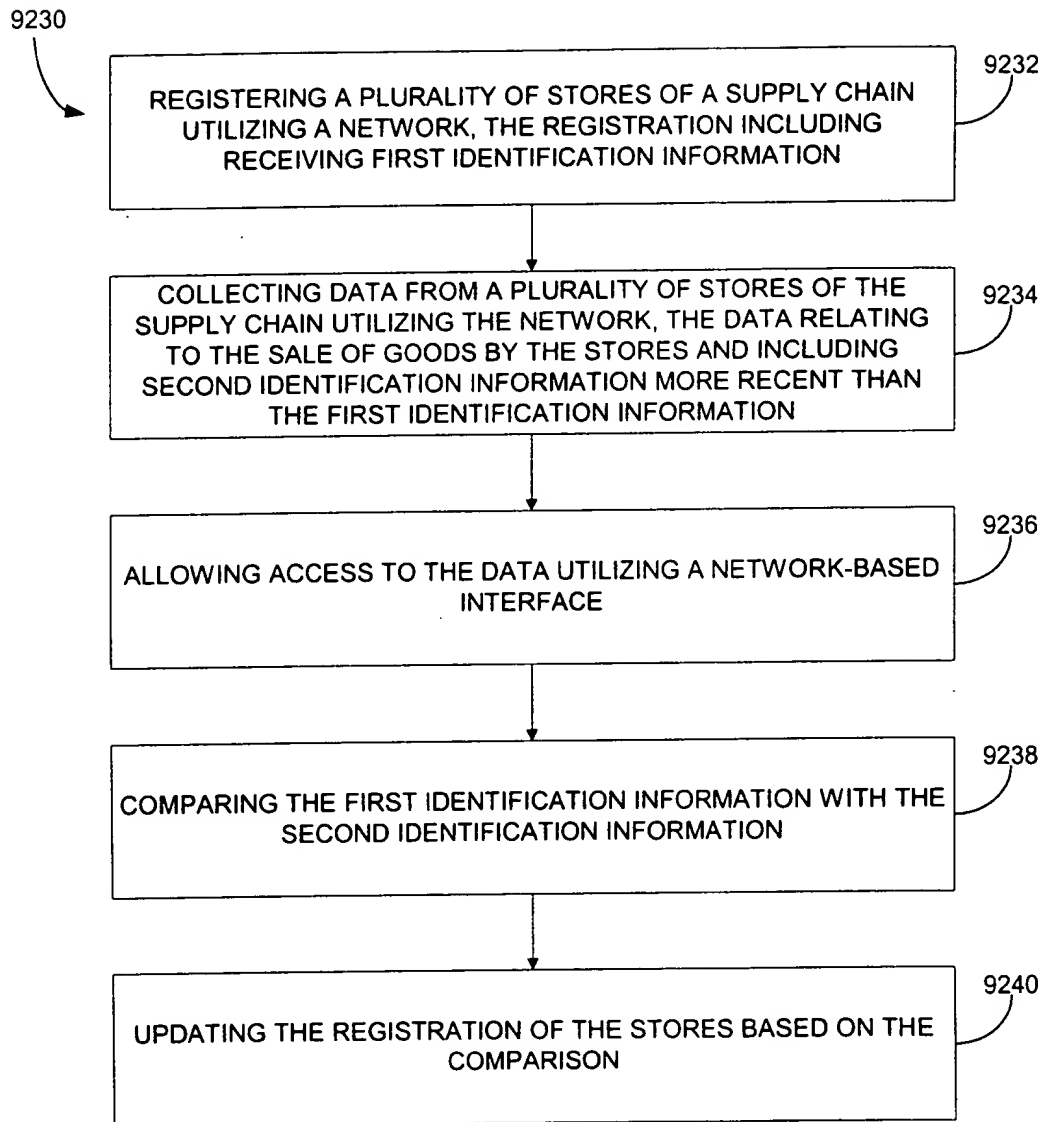 9230
9232
REGISTERING A PLURALITY OF STORES OF A SUPPLY CHAIN
UTILIZING A NETWORK, THE REGISTRATION INCLUDING
RECEIVING FIRST IDENTIFICATION INFORMATION
9234
COLLECTING DATA FROM A PLURALITY OF STORES OF THE
SUPPLY CHAIN UTILIZING THE NETWORK, THE DATA RELATING
TO THE SALE OF GOODS BY THE STORES AND INCLUDING
SECOND IDENTIFICATION INFORMATION MORE RECENT THAN
THE FIRST IDENTIFICATION INFORMATION
9236
ALLOWING ACCESS TO THE DATA UTILIZING A NETWORK-BASED
INTERFACE
9238
COMPARING THE FIRST IDENTIFICATION INFORMATION WITH THE
SECOND IDENTIFICATION INFORMATION
9240
UPDATING THE REGISTRATION OF THE STORES BASED ON THE
COMPARISON